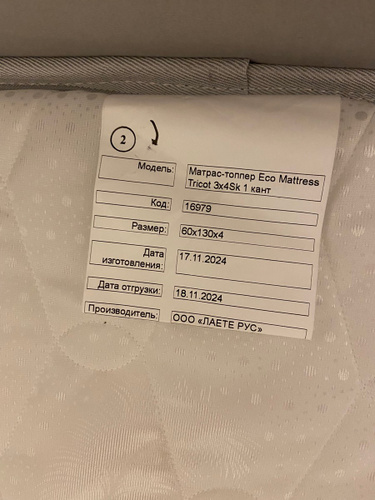 2
Модель: Матрас-топпер Eco Mattress
Tricot 3x4Sk 1 кант
Код: 16979
Размер: 60x130x4
Дата
изготовления: 17.11.2024
Дата отгрузки: 18.11.2024
Производитель: ООО «ЛАЕТЕ РУС»